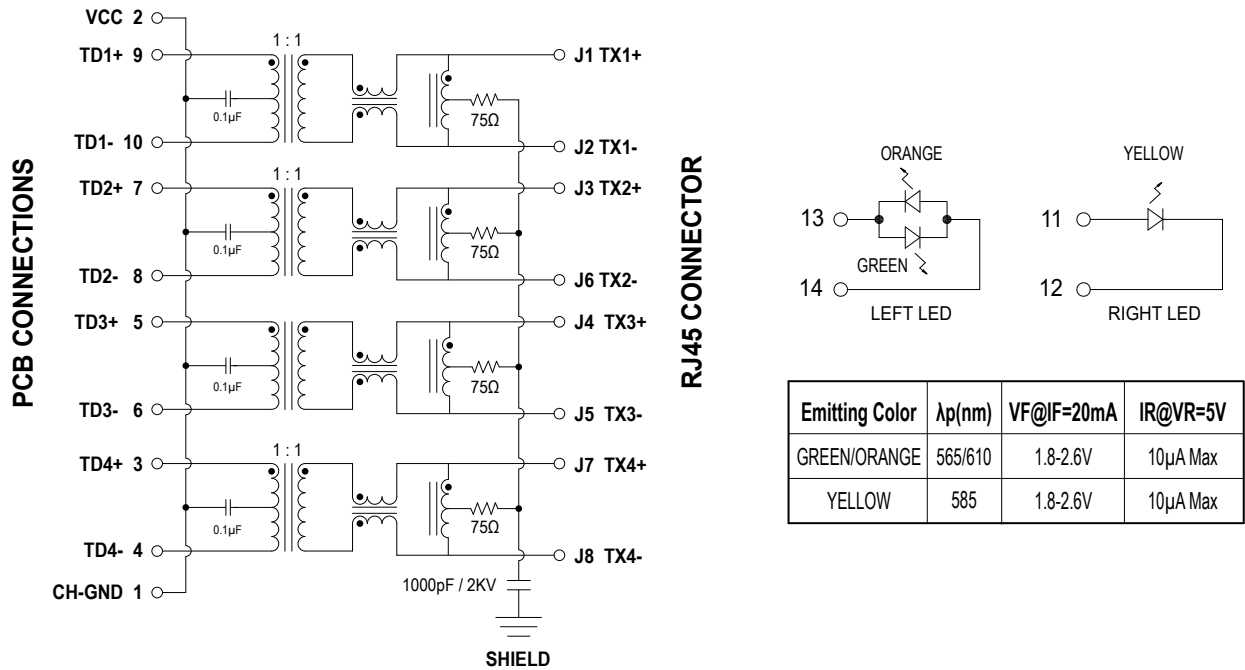 VCC 2
TD1+ 9
1 : 1
J1 TX1+
0.1µF
75Ω
TD1- 10
J2 TX1-
TD2+ 7
1 : 1
J3 TX2+
0.1µF
75Ω
TD2- 8
J6 TX2-
TD3+ 5
1 : 1
J4 TX3+
0.1µF
75Ω
TD3- 6
J5 TX3-
TD4+ 3
1 : 1
J7 TX4+
0.1µF
75Ω
TD4- 4
J8 TX4-
CH-GND 1
1000pF / 2KV
SHIELD
PCB CONNECTIONS
RJ45 CONNECTOR
ORANGE
13
GREEN
14
LEFT LED
YELLOW
11
12
RIGHT LED
Emitting Color λp(nm) VF@IF=20mA IR@VR=5V
GREEN/ORANGE 565/610 1.8-2.6V 10µA Max
YELLOW 585 1.8-2.6V 10µA Max